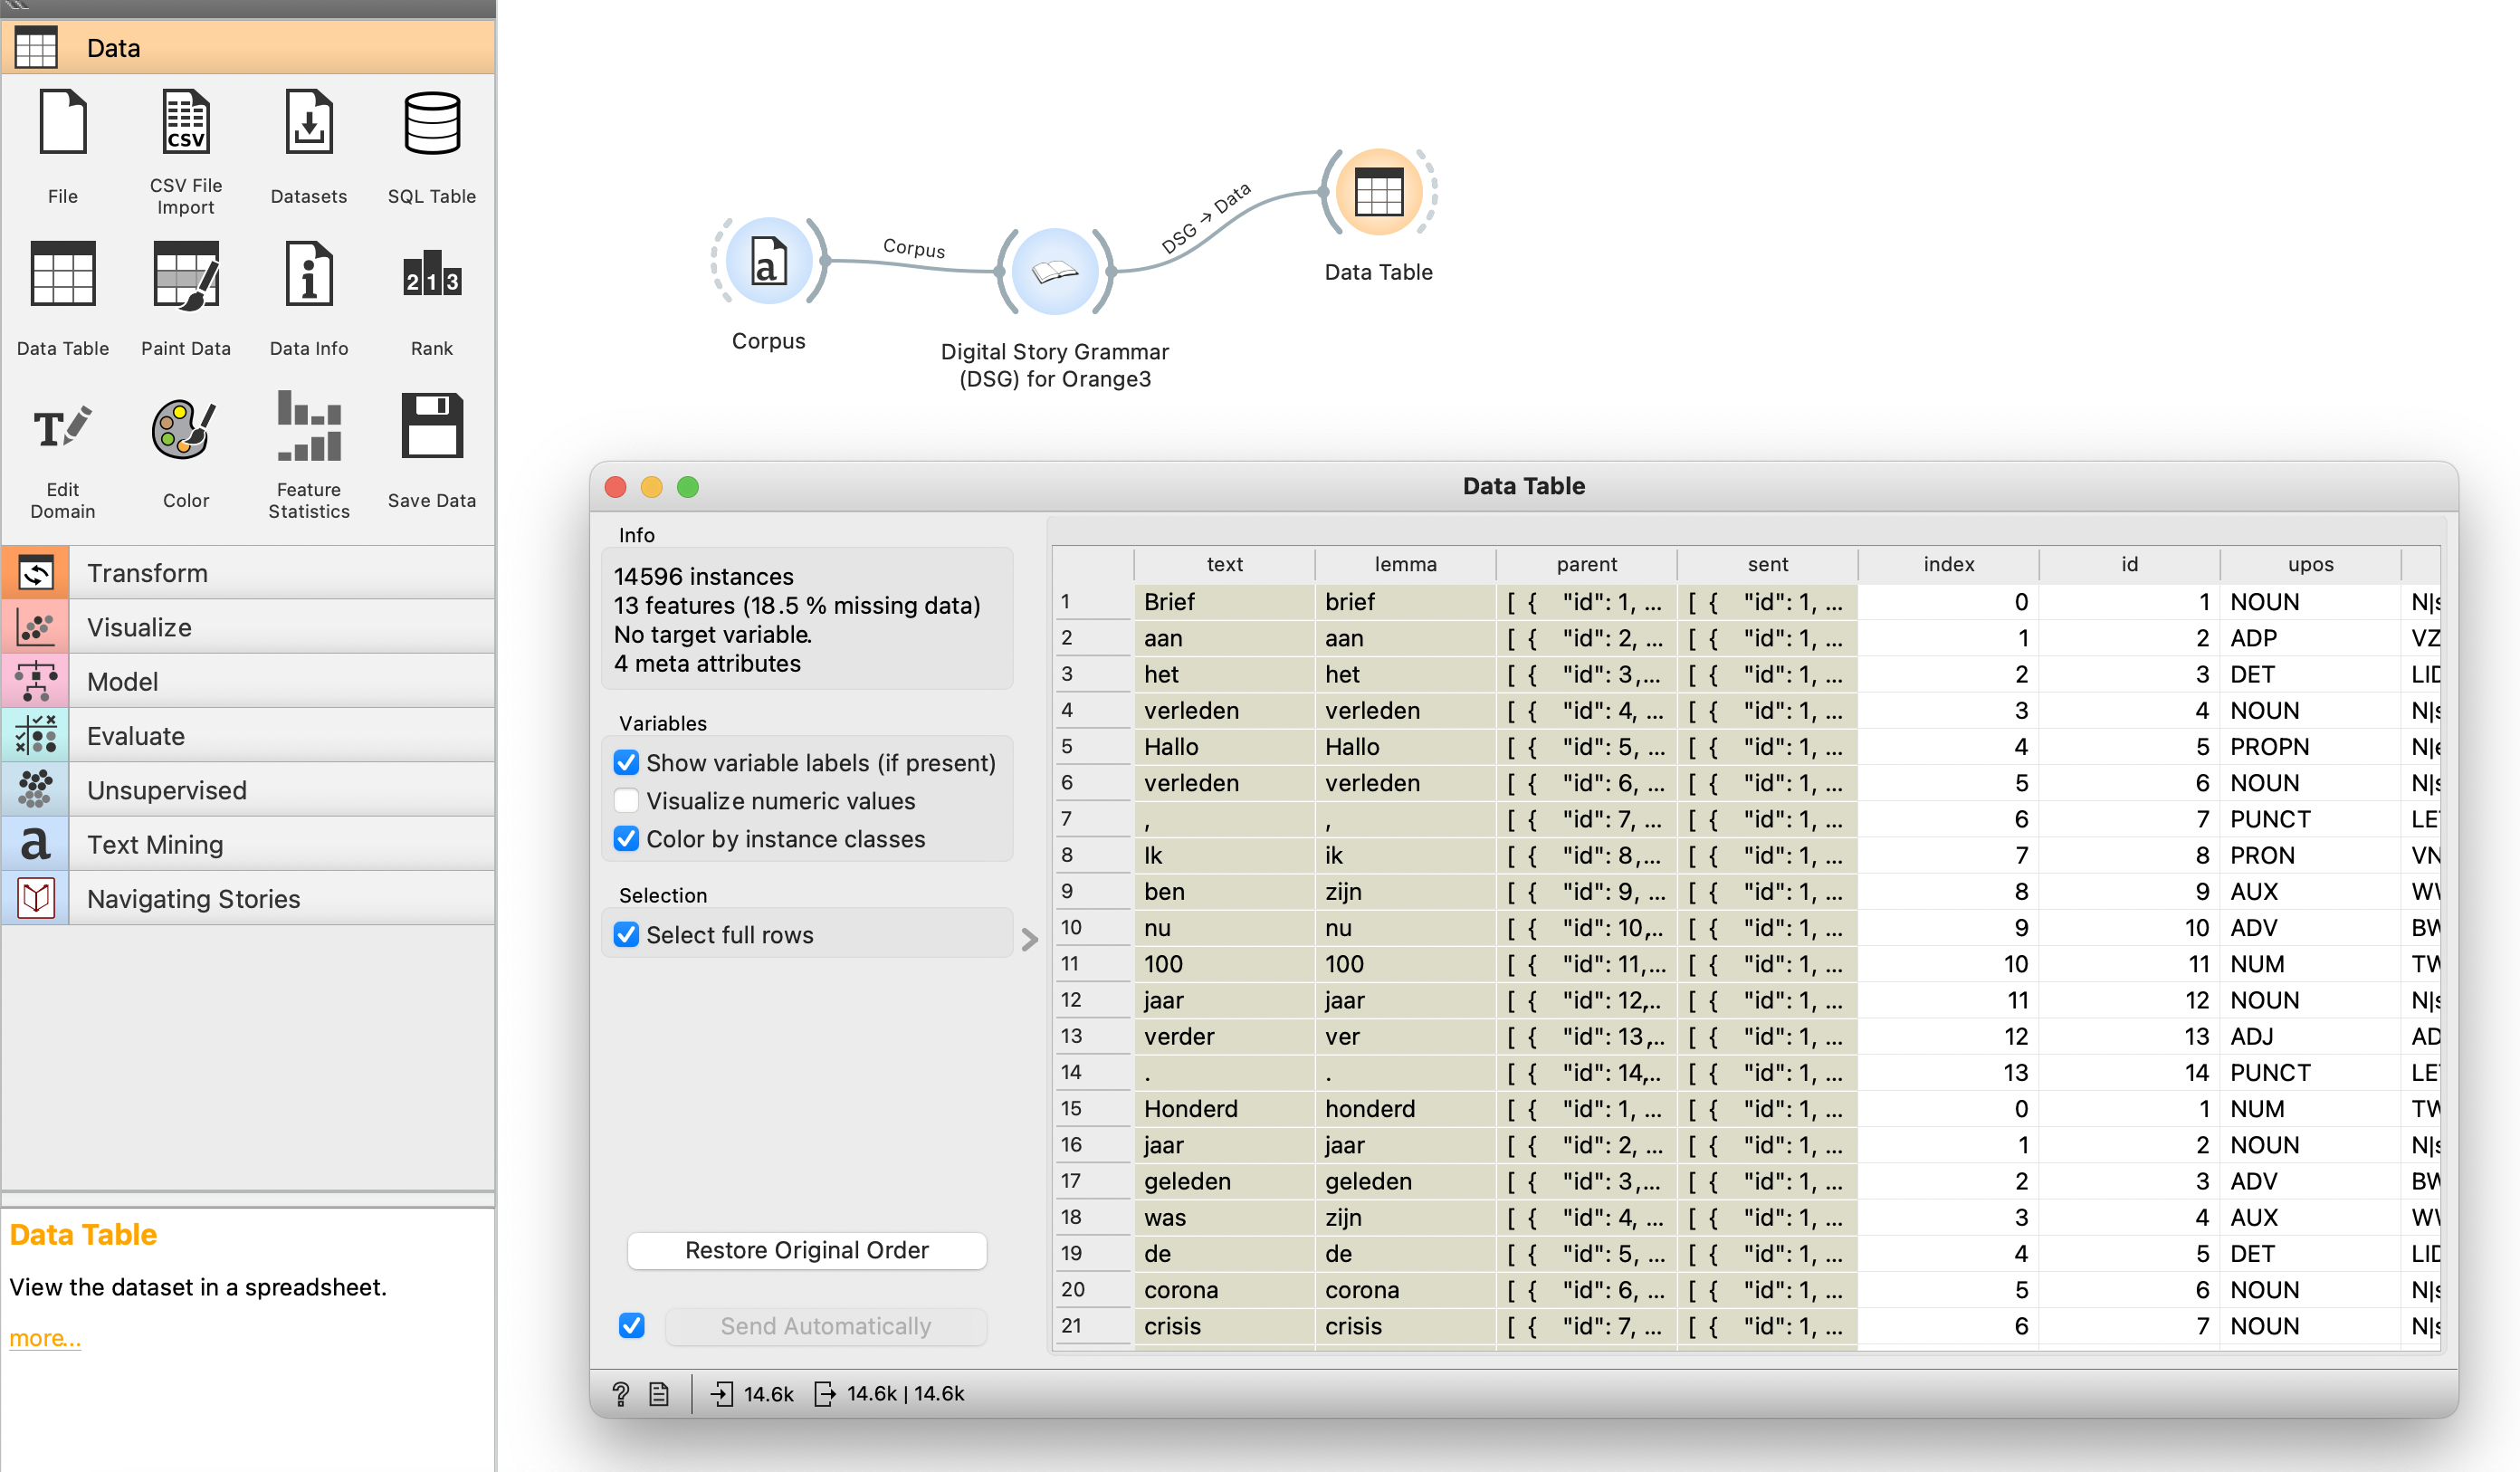 Data
File
CSV
CSV File
Import
Datasets
SQL Table
Data Table
Paint Data
Data Info
213
Rank
T
Edit
Domain
Color
Feature
Statistics
Save Data
Transform
Visualize
Model
Evaluate
Unsupervised
a Text Mining
Navigating Stories
Data Table
View the dataset in a spreadsheet.
more...
a
Corpus
Corpus
Digital Story Grammar
(DSG) for Orange3
DSG → Data
Data Table
Data Table
Info
14596 instances
13 features (18.5 % missing data)
No target variable.
4 meta attributes
Variables
Show variable labels (if present)
Visualize numeric values
Color by instance classes
Selection
Select full rows
Restore Original Order
Send Automatically
text lemma parent sent index id upos
1 Brief brief [ { "id": 1, ... [ { "id": 1, ... 0 1 NOUN N|
2 aan aan [ { "id": 2, ... [ { "id": 1, ... 1 2 ADP VZ
3 het het [ { "id": 3,... [ { "id": 1, ... 2 3 DET LID
4 verleden verleden [ { "id": 4, ... [ { "id": 1, ... 3 4 NOUN N|
5 Hallo Hallo [ { "id": 5, ... [ { "id": 1, ... 4 5 PROPN N|
6 verleden verleden [ { "id": 6, ... [ { "id": 1, ... 5 6 NOUN N|
7 , , [ { "id": 7, ... [ { "id": 1, ... 6 7 PUNCT LE
8 Ik ik [ { "id": 8,... [ { "id": 1, ... 7 8 PRON VN
9 ben zijn [ { "id": 9, ... [ { "id": 1, ... 8 9 AUX W
10 nu nu [ { "id": 10,... [ { "id": 1, ... 9 10 ADV BW
11 100 100 [ { "id": 11,... [ { "id": 1, ... 10 11 NUM TW
12 jaar jaar [ { "id": 12,... [ { "id": 1, ... 11 12 NOUN N|
13 verder ver [ { "id": 13,... [ { "id": 1, ... 12 13 ADJ AD
14 . . [ { "id": 14,... [ { "id": 1, ... 13 14 PUNCT LE
15 Honderd honderd [ { "id": 1, ... [ { "id": 1, ... 0 1 NUM TW
16 jaar jaar [ { "id": 2, ... [ { "id": 1, ... 1 2 NOUN N|
17 geleden geleden [ { "id": 3,... [ { "id": 1, ... 2 3 ADV BW
18 was zijn [ { "id": 4, ... [ { "id": 1, ... 3 4 AUX W
19 de de [ { "id": 5, ... [ { "id": 1, ... 4 5 DET LID
20 corona corona [ { "id": 6, ... [ { "id": 1, ... 5 6 NOUN N|
21 crisis crisis [ { "id": 7, ... [ { "id": 1, ... 6 7 NOUN N|
? 14.6k 14.6k | 14.6k